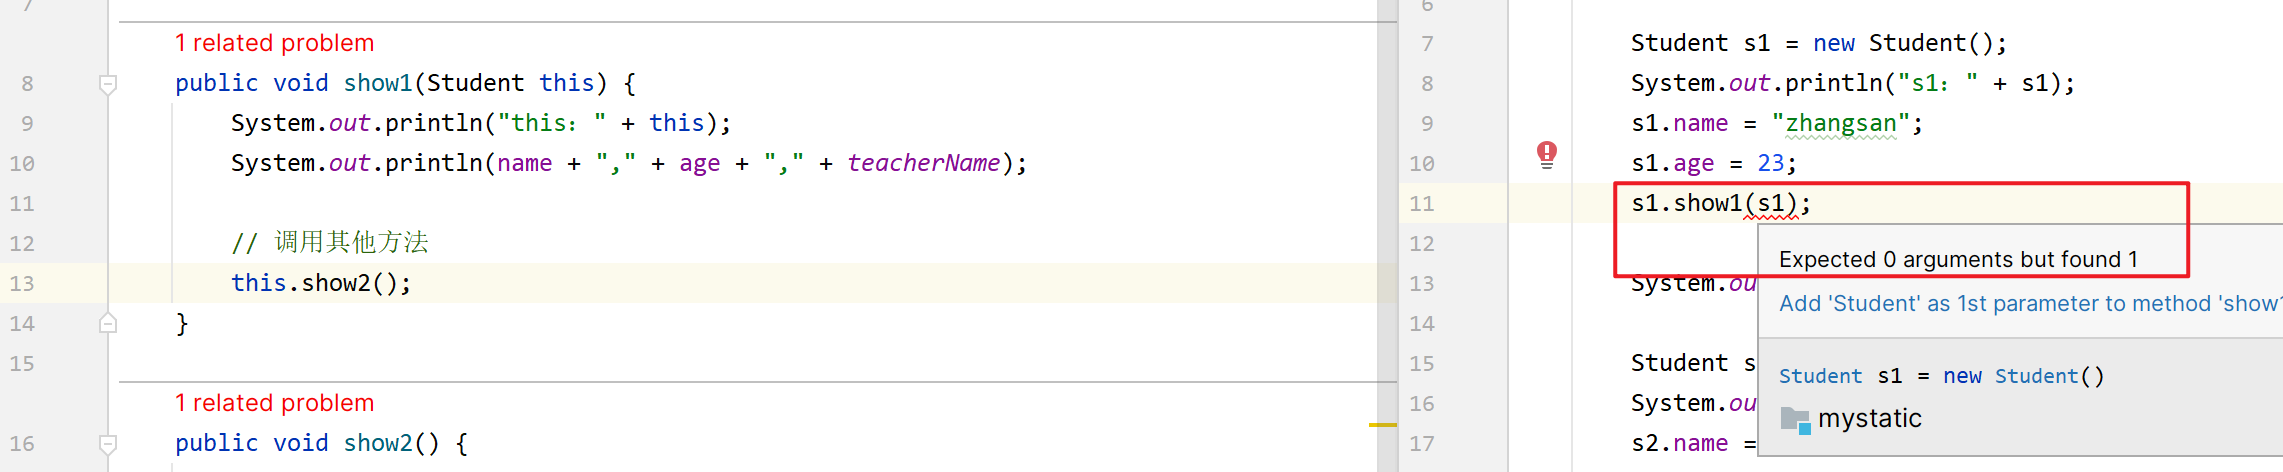 7
1 related problem
8 public void show1(Student this) {
9 System.out.println("this: " + this);
10 System.out.println(name + "," + age + "," + teacherName);
11
12 // 调用其他方法
13 this.show2();
14 }
15
1 related problem
16 public void show2() {
6
7 Student s1 = new Student();
8 System.out.println("s1: " + s1);
9 s1.name = "zhangsan";
10 s1.age = 23;
11 s1.show1(s1);
12
Expected 0 arguments but found 1
13 System.ou
Add 'Student' as 1st parameter to method 'show1
14
15 Student s
Student s1 = new Student()
16 System.ou
mystatic
17 s2.name =